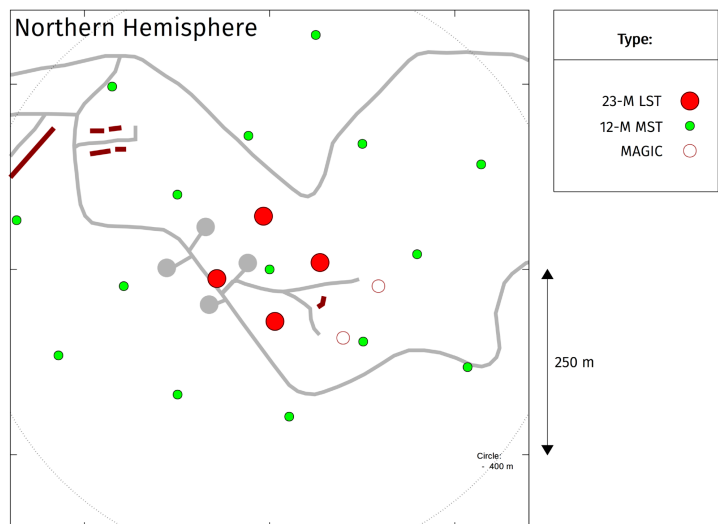 Northern Hemisphere
Type:
23-M LST
12-M MST
MAGIC
250 m
Circle:
- 400 m